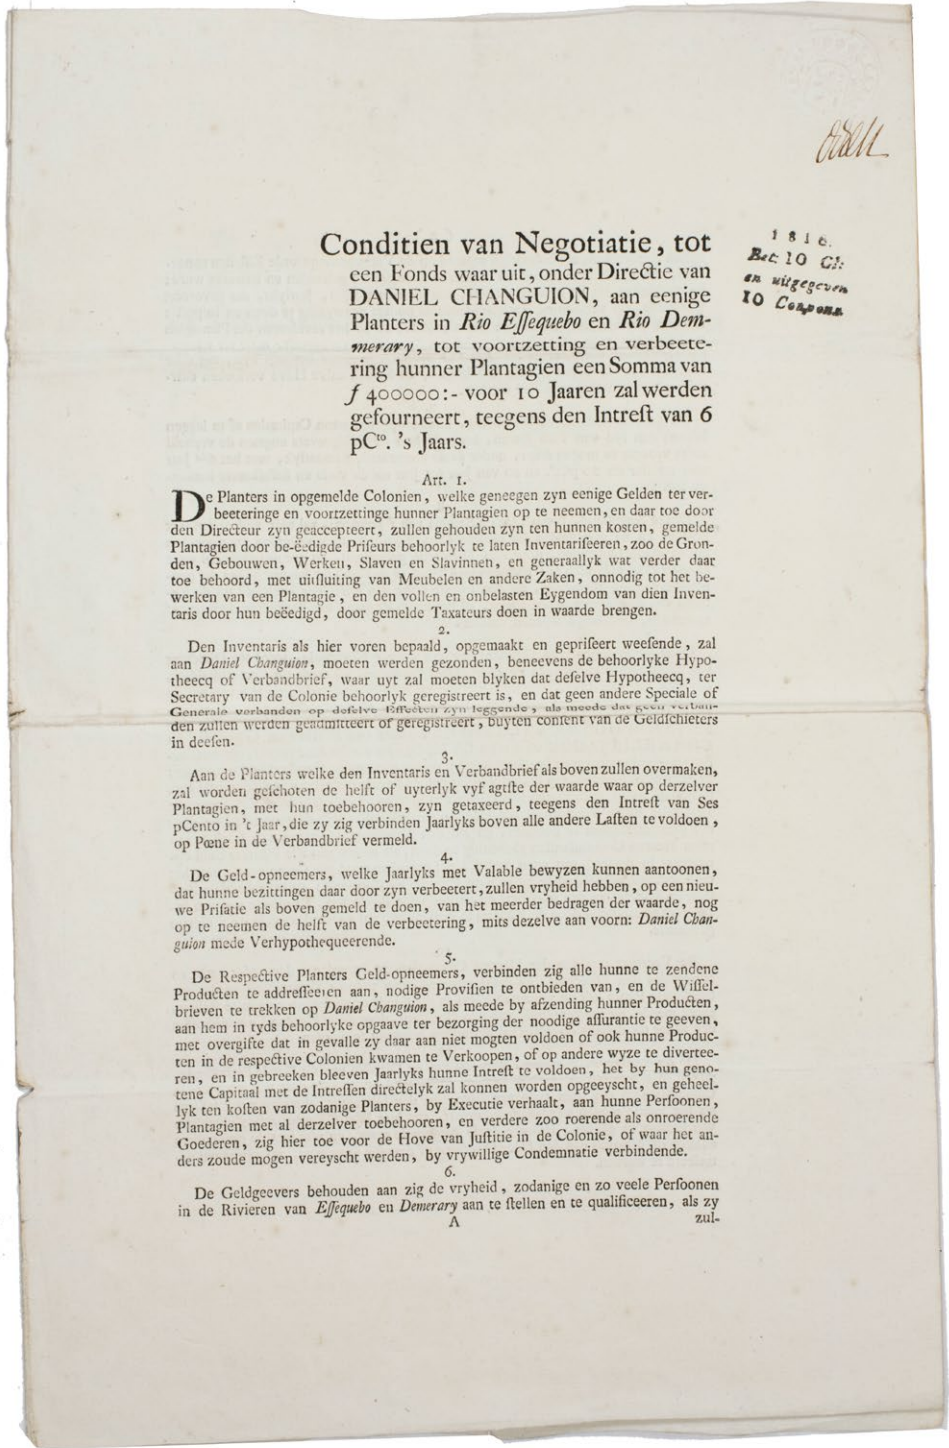 1816.
Bet: 10 Gl:
en uitgegeven
10 Coupons
Conditien van Negotiatie, tot
een Fonds waar uit, onder Directie van
DANIEL CHANGUION, aan eenige
Planters in Rio Eſſequebo en Rio Dem-
merary, tot voortzetting en verbeete-
ring hunner Plantagien een Somma van
ƒ 400000:- voor 10 Jaaren zal werden
gefourneert, teegens den Intreſt van 6
pCto. 's Jaars.
Art. 1.
De Planters in opgemelde Colonien, welke geneegen zyn eenige Gelden ter ver-
beeteringe en voortzettinge hunner Plantagien op te neemen, en daar toe door
den Directeur zyn geaccepteert, zullen gehouden zyn ten hunnen koſten, gemelde
Plantagien door be-ëedigde Priſeurs behoorlyk te laten Inventariſeeren, zoo de Gron-
den, Gebouwen, Werken, Slaven en Slavinnen, en generaallyk wat verder daar
toe behoord, met uitſluiting van Meubelen en andere Zaken, onnodig tot het be-
werken van een Plantagie, en den vollen en onbelasten Eygendom van dien Inven-
taris door hun beëedigd, door gemelde Taxateurs doen in waarde brengen.
2.
Den Inventaris als hier voren bepaald, opgemaakt en gepriſeert weeſende, zal
aan Daniel Changuion, moeten werden gezonden, beneevens de behoorlyke Hypo-
theecq of Verbandbrief, waar uyt zal moeten blyken dat deſelve Hypotheecq, ter
Secretary van de Colonie behoorlyk geregistreert is, en dat geen andere Speciale of
Generale verbanden op deſelve Effecten zyn leggende, als meede dat geen verban-
den zullen werden geadmitteert of geregistreert, buyten conſent van de Geldſchieters
in deeſen.
3.
Aan de Planters welke den Inventaris en Verbandbrief als boven zullen overmaken,
zal worden geſchoten de helft of uyterlyk vyf agtſte der waarde waar op derzelver
Plantagien, met hun toebehooren, zyn getaxeerd, teegens den Intreſt van Ses
pCento in 't Jaar, die zy zig verbinden Jaarlyks boven alle andere Laſten te voldoen,
op Pœne in de Verbandbrief vermeld.
4.
De Geld-opneemers, welke Jaarlyks met Valable bewyzen kunnen aantoonen,
dat hunne bezittingen daar door zyn verbeetert, zullen vryheid hebben, op een nieu-
we Priſatie als boven gemeld te doen, van het meerder bedragen der waarde, nog
op te neemen de helft van de verbeetering, mits dezelve aan voorn: Daniel Chan-
guion mede Verhypothequeerende.
5.
De Respective Planters Geld-opneemers, verbinden zig alle hunne te zendene
Producten te addreſſeeren aan, nodige Proviſien te ontbieden van, en de Wiſſel-
brieven te trekken op Daniel Changuion, als meede by afzending hunner Producten,
aan hem in tyds behoorlyke opgaave ter bezorging der noodige aſſurantie te geeven,
met overgifte dat in gevalle zy daar aan niet mogten voldoen of ook hunne Produc-
ten in de respective Colonien kwamen te Verkoopen, of op andere wyze te divertee-
ren, en in gebreeken bleeven Jaarlyks hunne Intreſt te voldoen, het by hun geno-
tene Capitaal met de Intreſſen directelyk zal konnen worden opgeeyscht, en geheel-
lyk ten koſten van zodanige Planters, by Executie verhaalt, aan hunne Perſoonen,
Plantagien met al derzelver toebehooren, en verdere zoo roerende als onroerende
Goederen, zig hier toe voor de Hove van Juſtitie in de Colonie, of waar het an-
ders zoude mogen vereyscht werden, by vrywillige Condemnatie verbindende.
6.
De Geldgeevers behouden aan zig de vryheid, zodanige en zo veele Perſoonen
in de Rivieren van Eſſequebo en Demerary aan te ſtellen en te qualificeeren, als zy
A
zul-